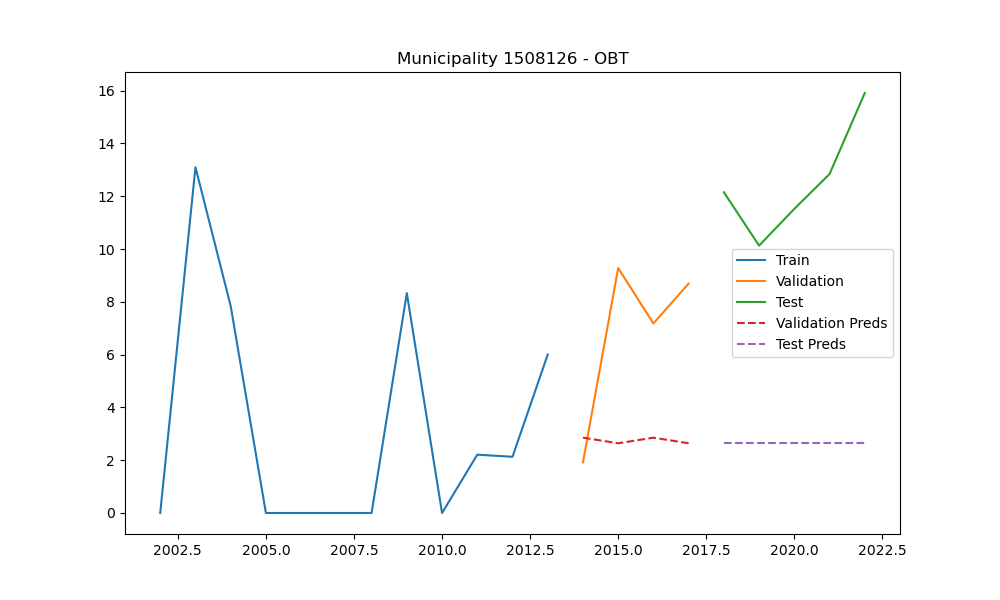 Municipality 1508126 - OBT
16
14
12
10
8
6
4
2
0
Train
Validation
Test
Validation Preds
Test Preds
2002.5 2005.0 2007.5 2010.0 2012.5 2015.0 2017.5 2020.0 2022.5